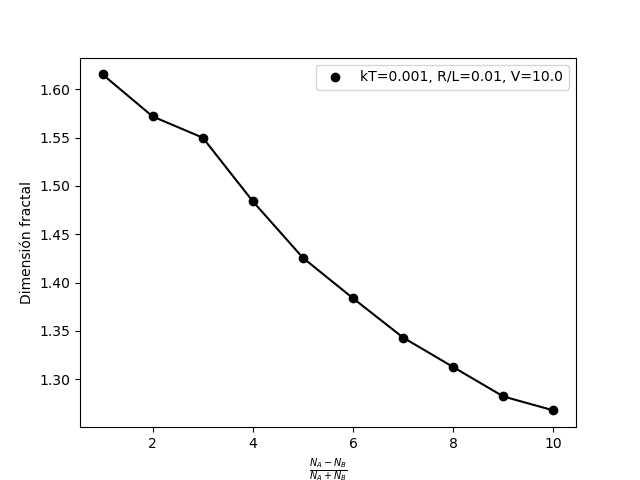 kT=0.001, R/L=0.01, V=10.0
1.60
1.55
1.50
1.45
1.40
1.35
1.30
Dimensión fractal
2 4 6 8 10
N_A − N_B
N_A + N_B